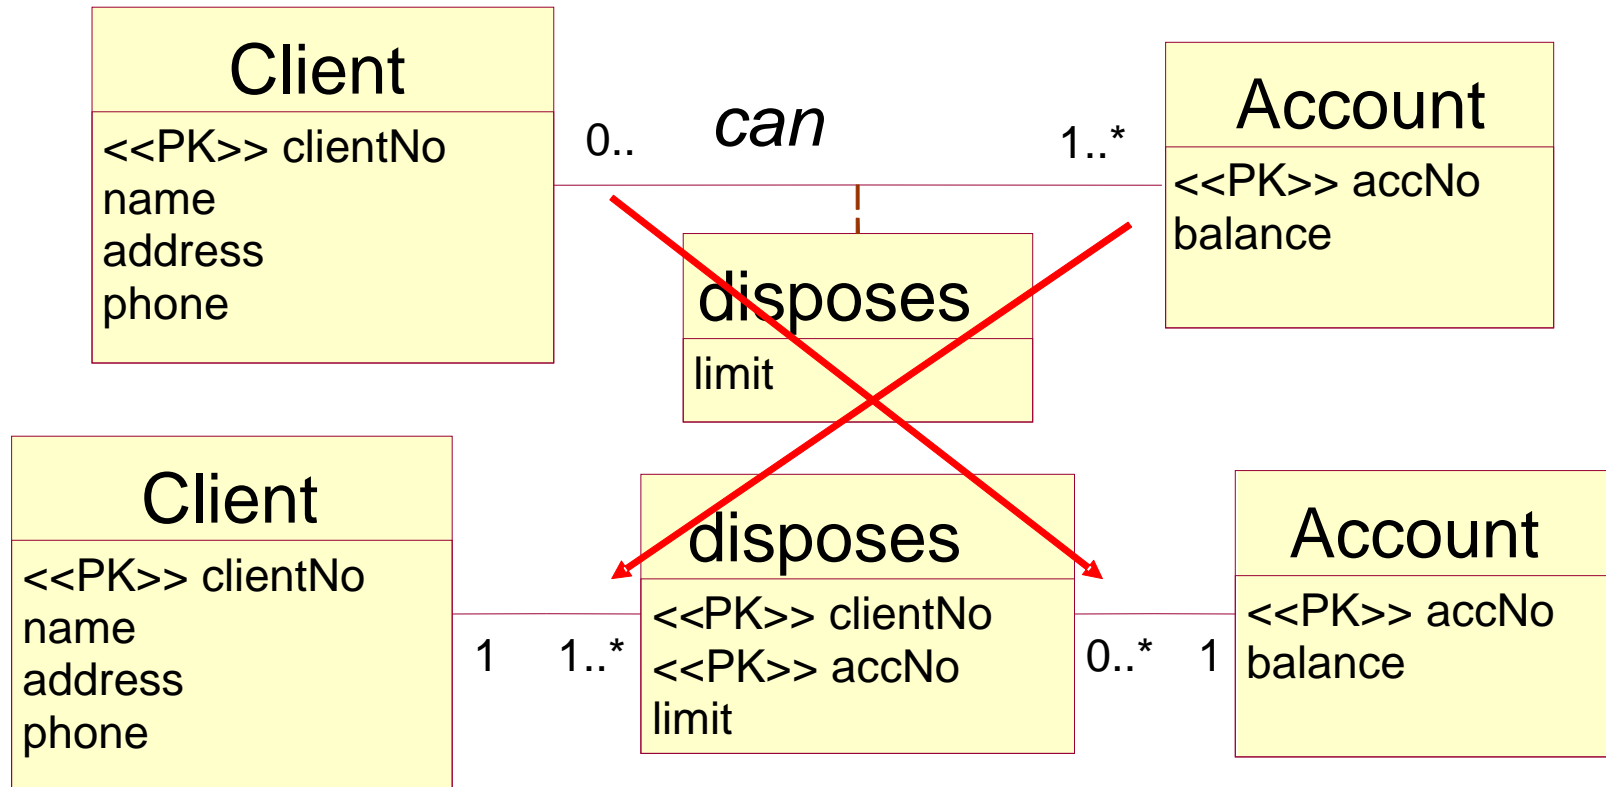 Client
<<PK>> clientNo
name
address
phone
0..
can
1..*
Account
<<PK>> accNo
balance
disposes
limit
Client
<<PK>> clientNo
name
address
phone
1
1..*
disposes
<<PK>> clientNo
<<PK>> accNo
limit
0..*
1
Account
<<PK>> accNo
balance